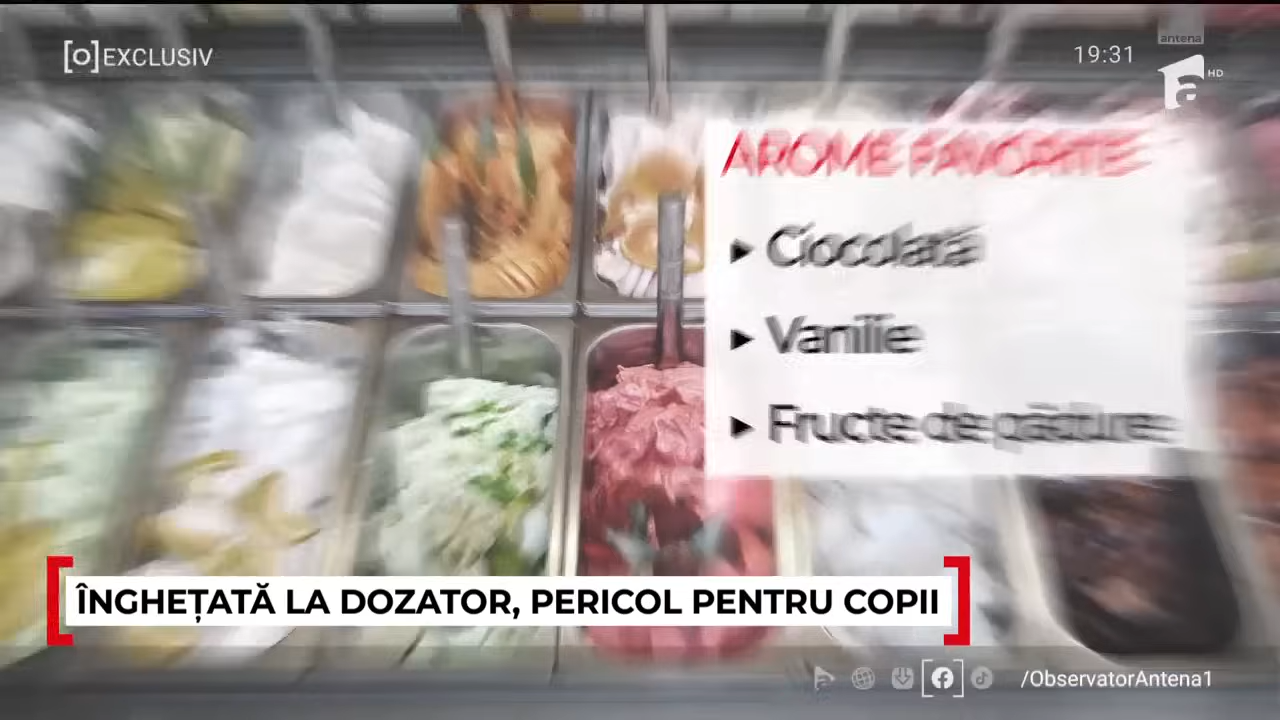 [O] EXCLUSIV
19:31
antena
HD
AROME FAVORITE
Ciocolată
Vanilie
Fructe de pădure
ÎNGHEȚATĂ LA DOZATOR, PERICOL PENTRU COPII
/ObservatorAntena1